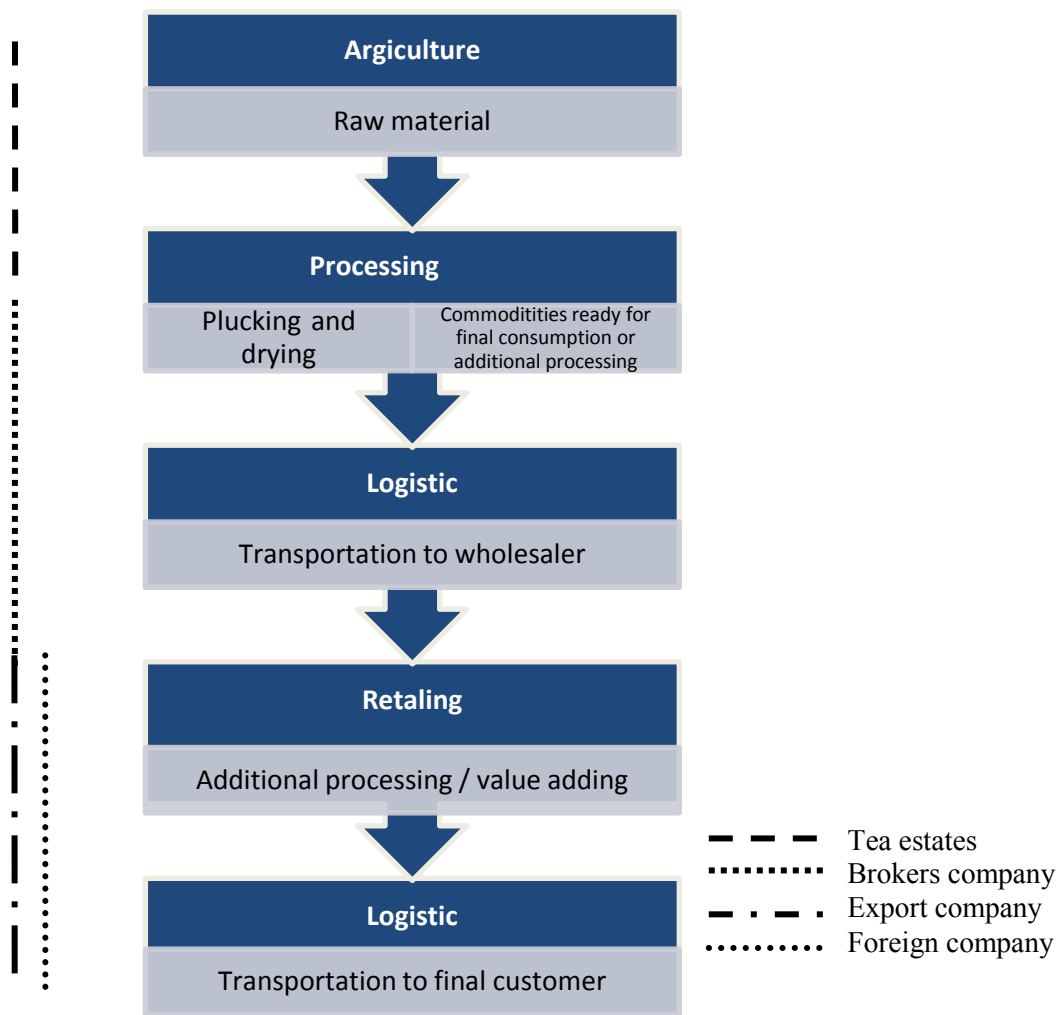 Argiculture
Raw material
Processing
Plucking and
drying
Commoditities ready for
final consumption or
additional processing
Logistic
Transportation to wholesaler
Retaling
Additional processing / value adding
Logistic
Transportation to final customer
Tea estates
Brokers company
Export company
Foreign company